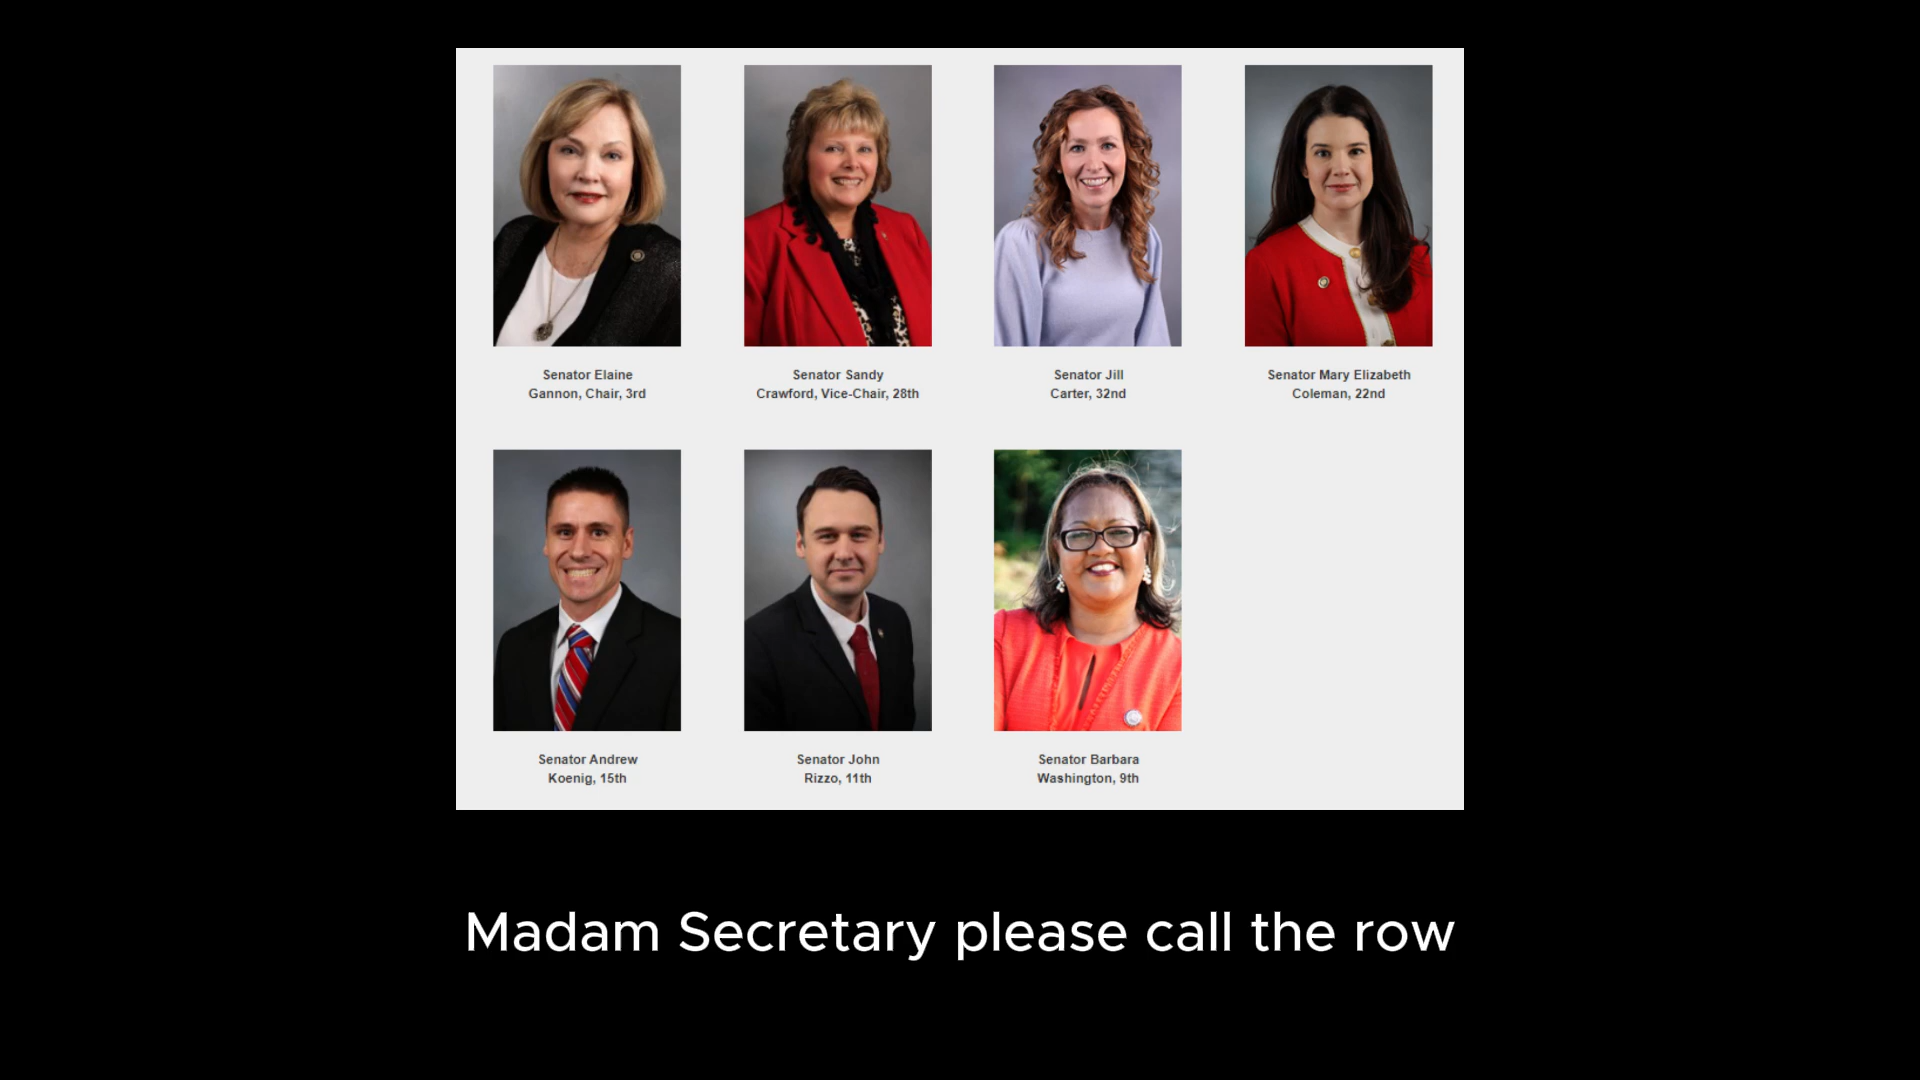 Senator Elaine
Gannon, Chair, 3rd
Senator Sandy
Crawford, Vice-Chair, 28th
Senator Jill
Carter, 32nd
Senator Mary Elizabeth
Coleman, 22nd
Senator Andrew
Koenig, 15th
Senator John
Rizzo, 11th
Senator Barbara
Washington, 9th
Madam Secretary please call the row